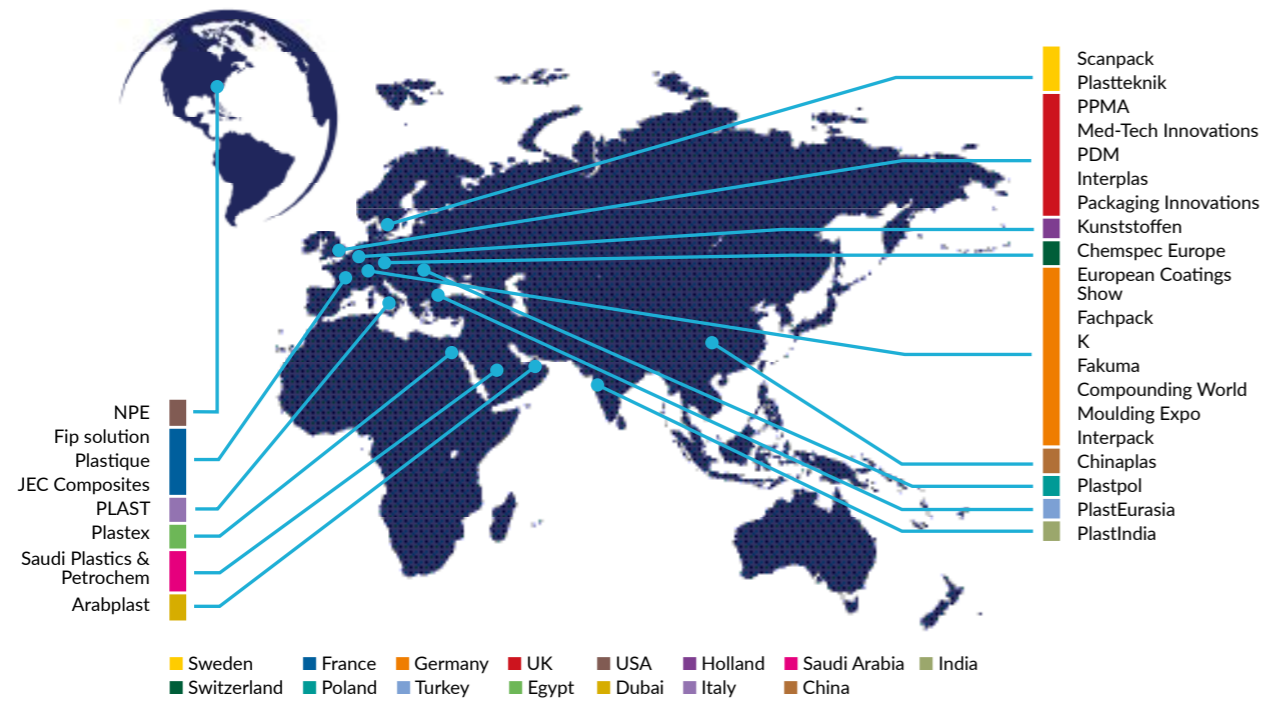 Scanpack
Plastteknik
PPMA
Med-Tech Innovations
PDM
Interplas
Packaging Innovations
Kunststoffen
Chemspec Europe
European Coatings
Show
Fachpack
K
Fakuma
Compounding World
Moulding Expo
Interpack
Chinaplas
Plastpol
PlastEurasia
PlastIndia
NPE
Fip solution
Plastique
JEC Composites
PLAST
Plastex
Saudi Plastics &
Petrochem
Arabplast
Sweden France Germany UK USA Holland Saudi Arabia India
Switzerland Poland Turkey Egypt Dubai Italy China